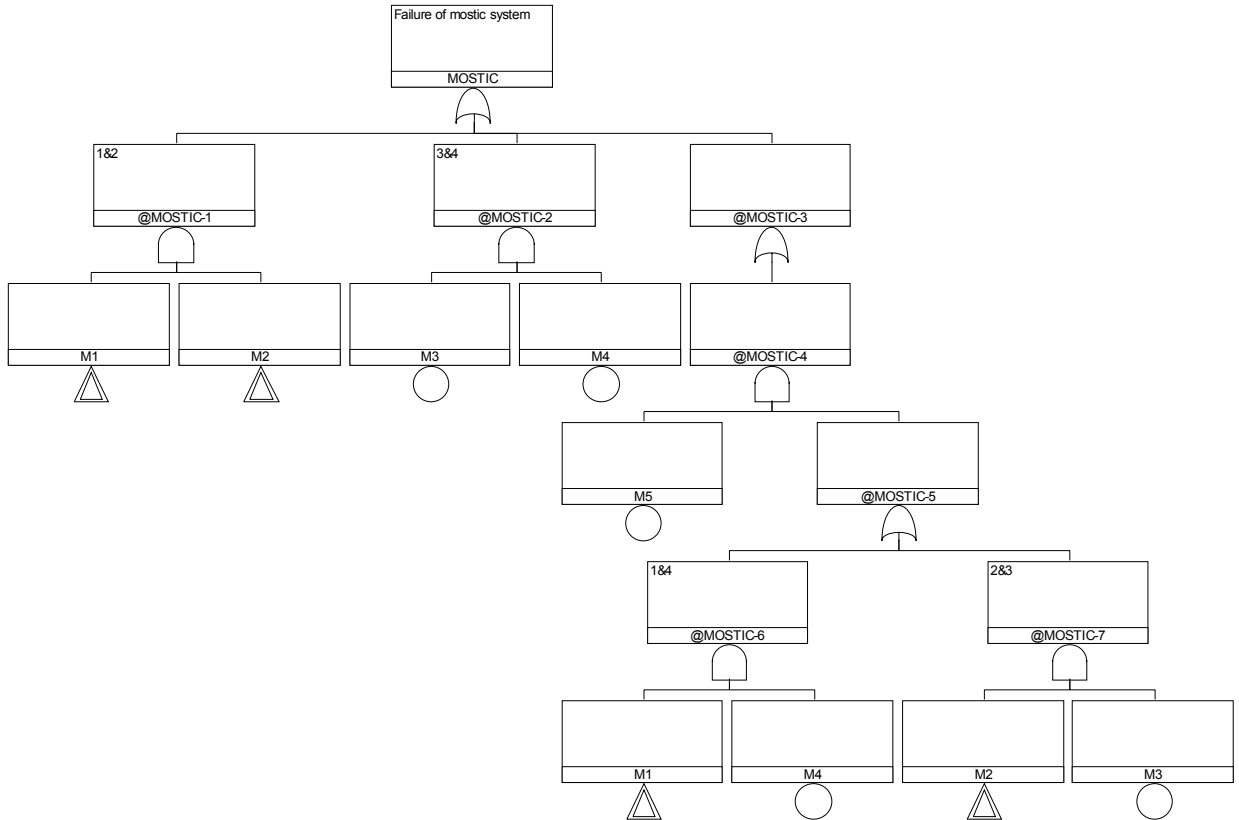 Failure of mostic system
MOSTIC
1&2
3&4
@MOSTIC-1
@MOSTIC-2
@MOSTIC-3
M1
M2
M3
M4
@MOSTIC-4
M5
@MOSTIC-5
1&4
2&3
@MOSTIC-6
@MOSTIC-7
M1
M4
M2
M3